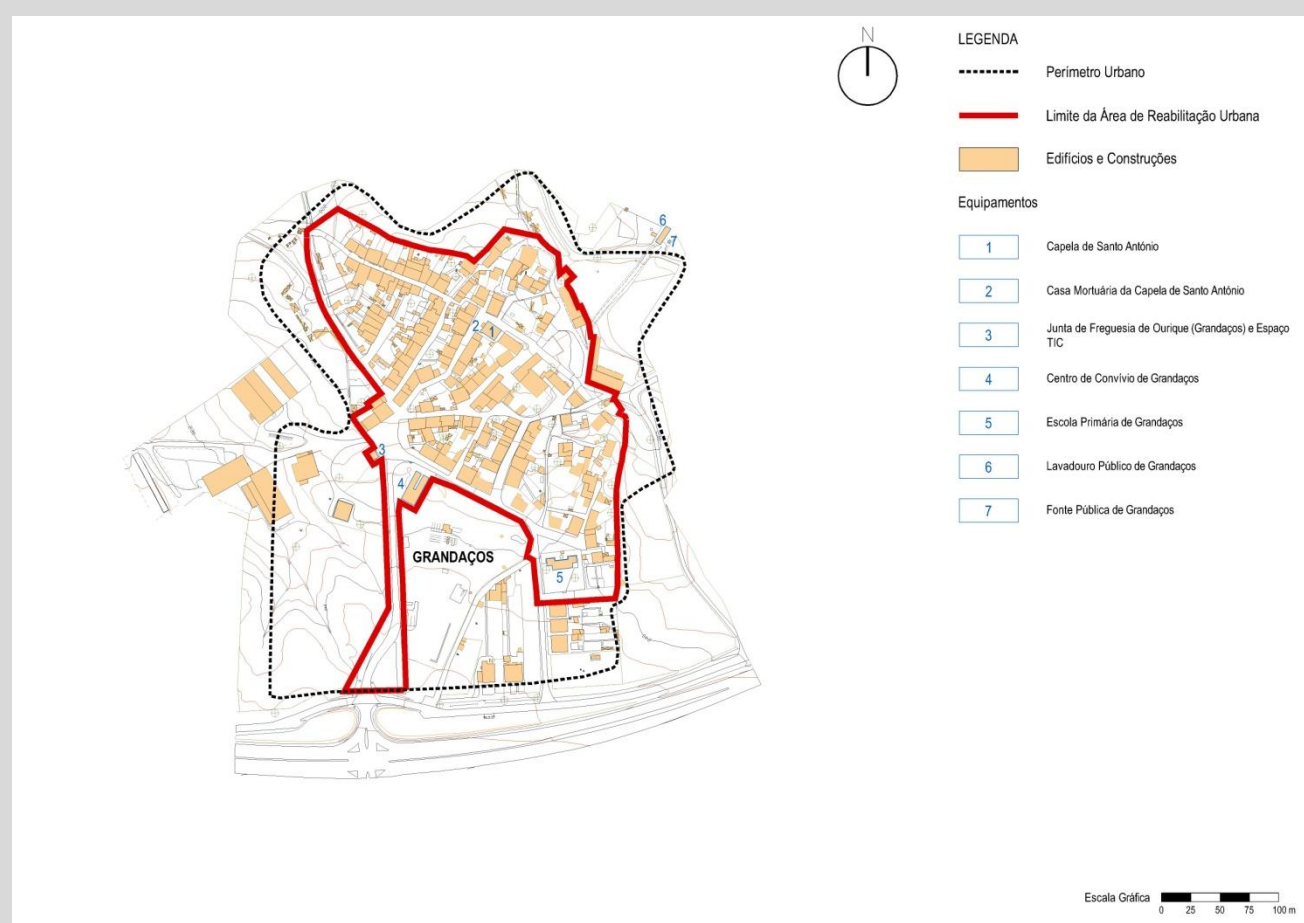 N
LEGENDA
Perímetro Urbano
Limite da Área de Reabilitação Urbana
Edifícios e Construções
Equipamentos
1 Capela de Santo António
2 Casa Mortuária da Capela de Santo António
3 Junta de Freguesia de Ourique (Grandaços) e Espaço
TIC
4 Centro de Convívio de Grandaços
5 Escola Primária de Grandaços
6 Lavadouro Público de Grandaços
7 Fonte Pública de Grandaços
6
7
2
1
3
4
GRANDAÇOS
5
Escala Gráfica
0 25 50 75 100 m